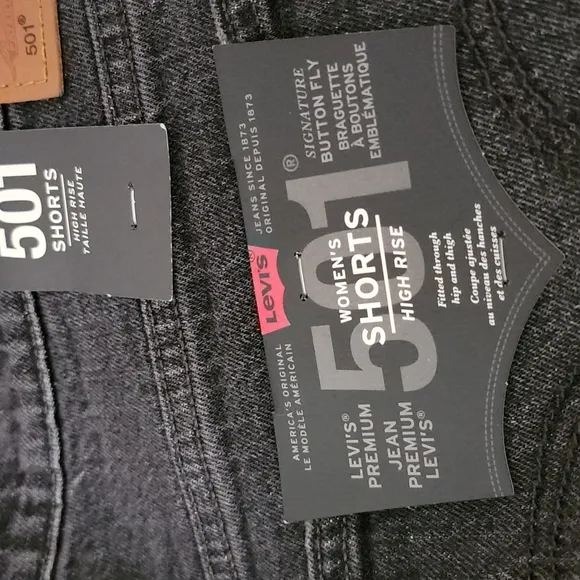 501®
501
SHORTS
HIGH RISE
TAILLE HAUTE
AMERICA'S ORIGINAL
LE MODÈLE AMÉRICAIN
Levi's®
JEANS SINCE 1873
ORIGINAL DEPUIS 1873
501®
WOMEN'S
SHORTS
HIGH RISE
LEVI'S®
PREMIUM
JEAN
PREMIUM
LEVI'S®
SIGNATURE
BUTTON FLY
BRAGUETTE
À BOUTONS
EMBLÉMATIQUE
Fitted through
hip and thigh
Coupe ajustée
au niveau des hanches
et des cuisses